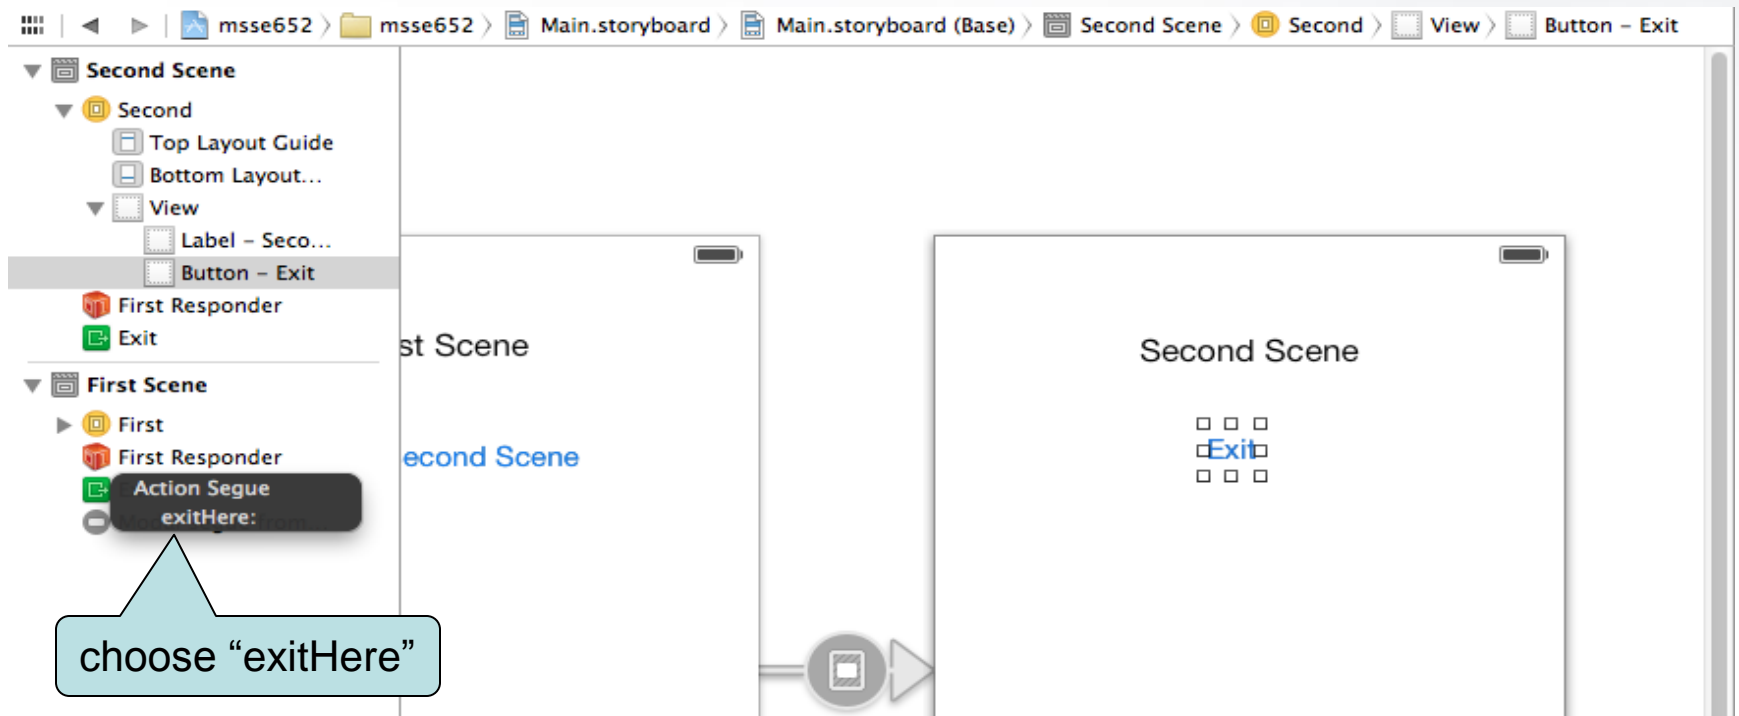 msse652 msse652 Main.storyboard Main.storyboard (Base) Second Scene Second View Button – Exit
Second Scene
Second
Top Layout Guide
Bottom Layout...
View
Label – Seco...
Button – Exit
First Responder
Exit
First Scene
First
First Responder
Action Segue
exitHere:
choose “exitHere”
st Scene
econd Scene
Second Scene
Exit